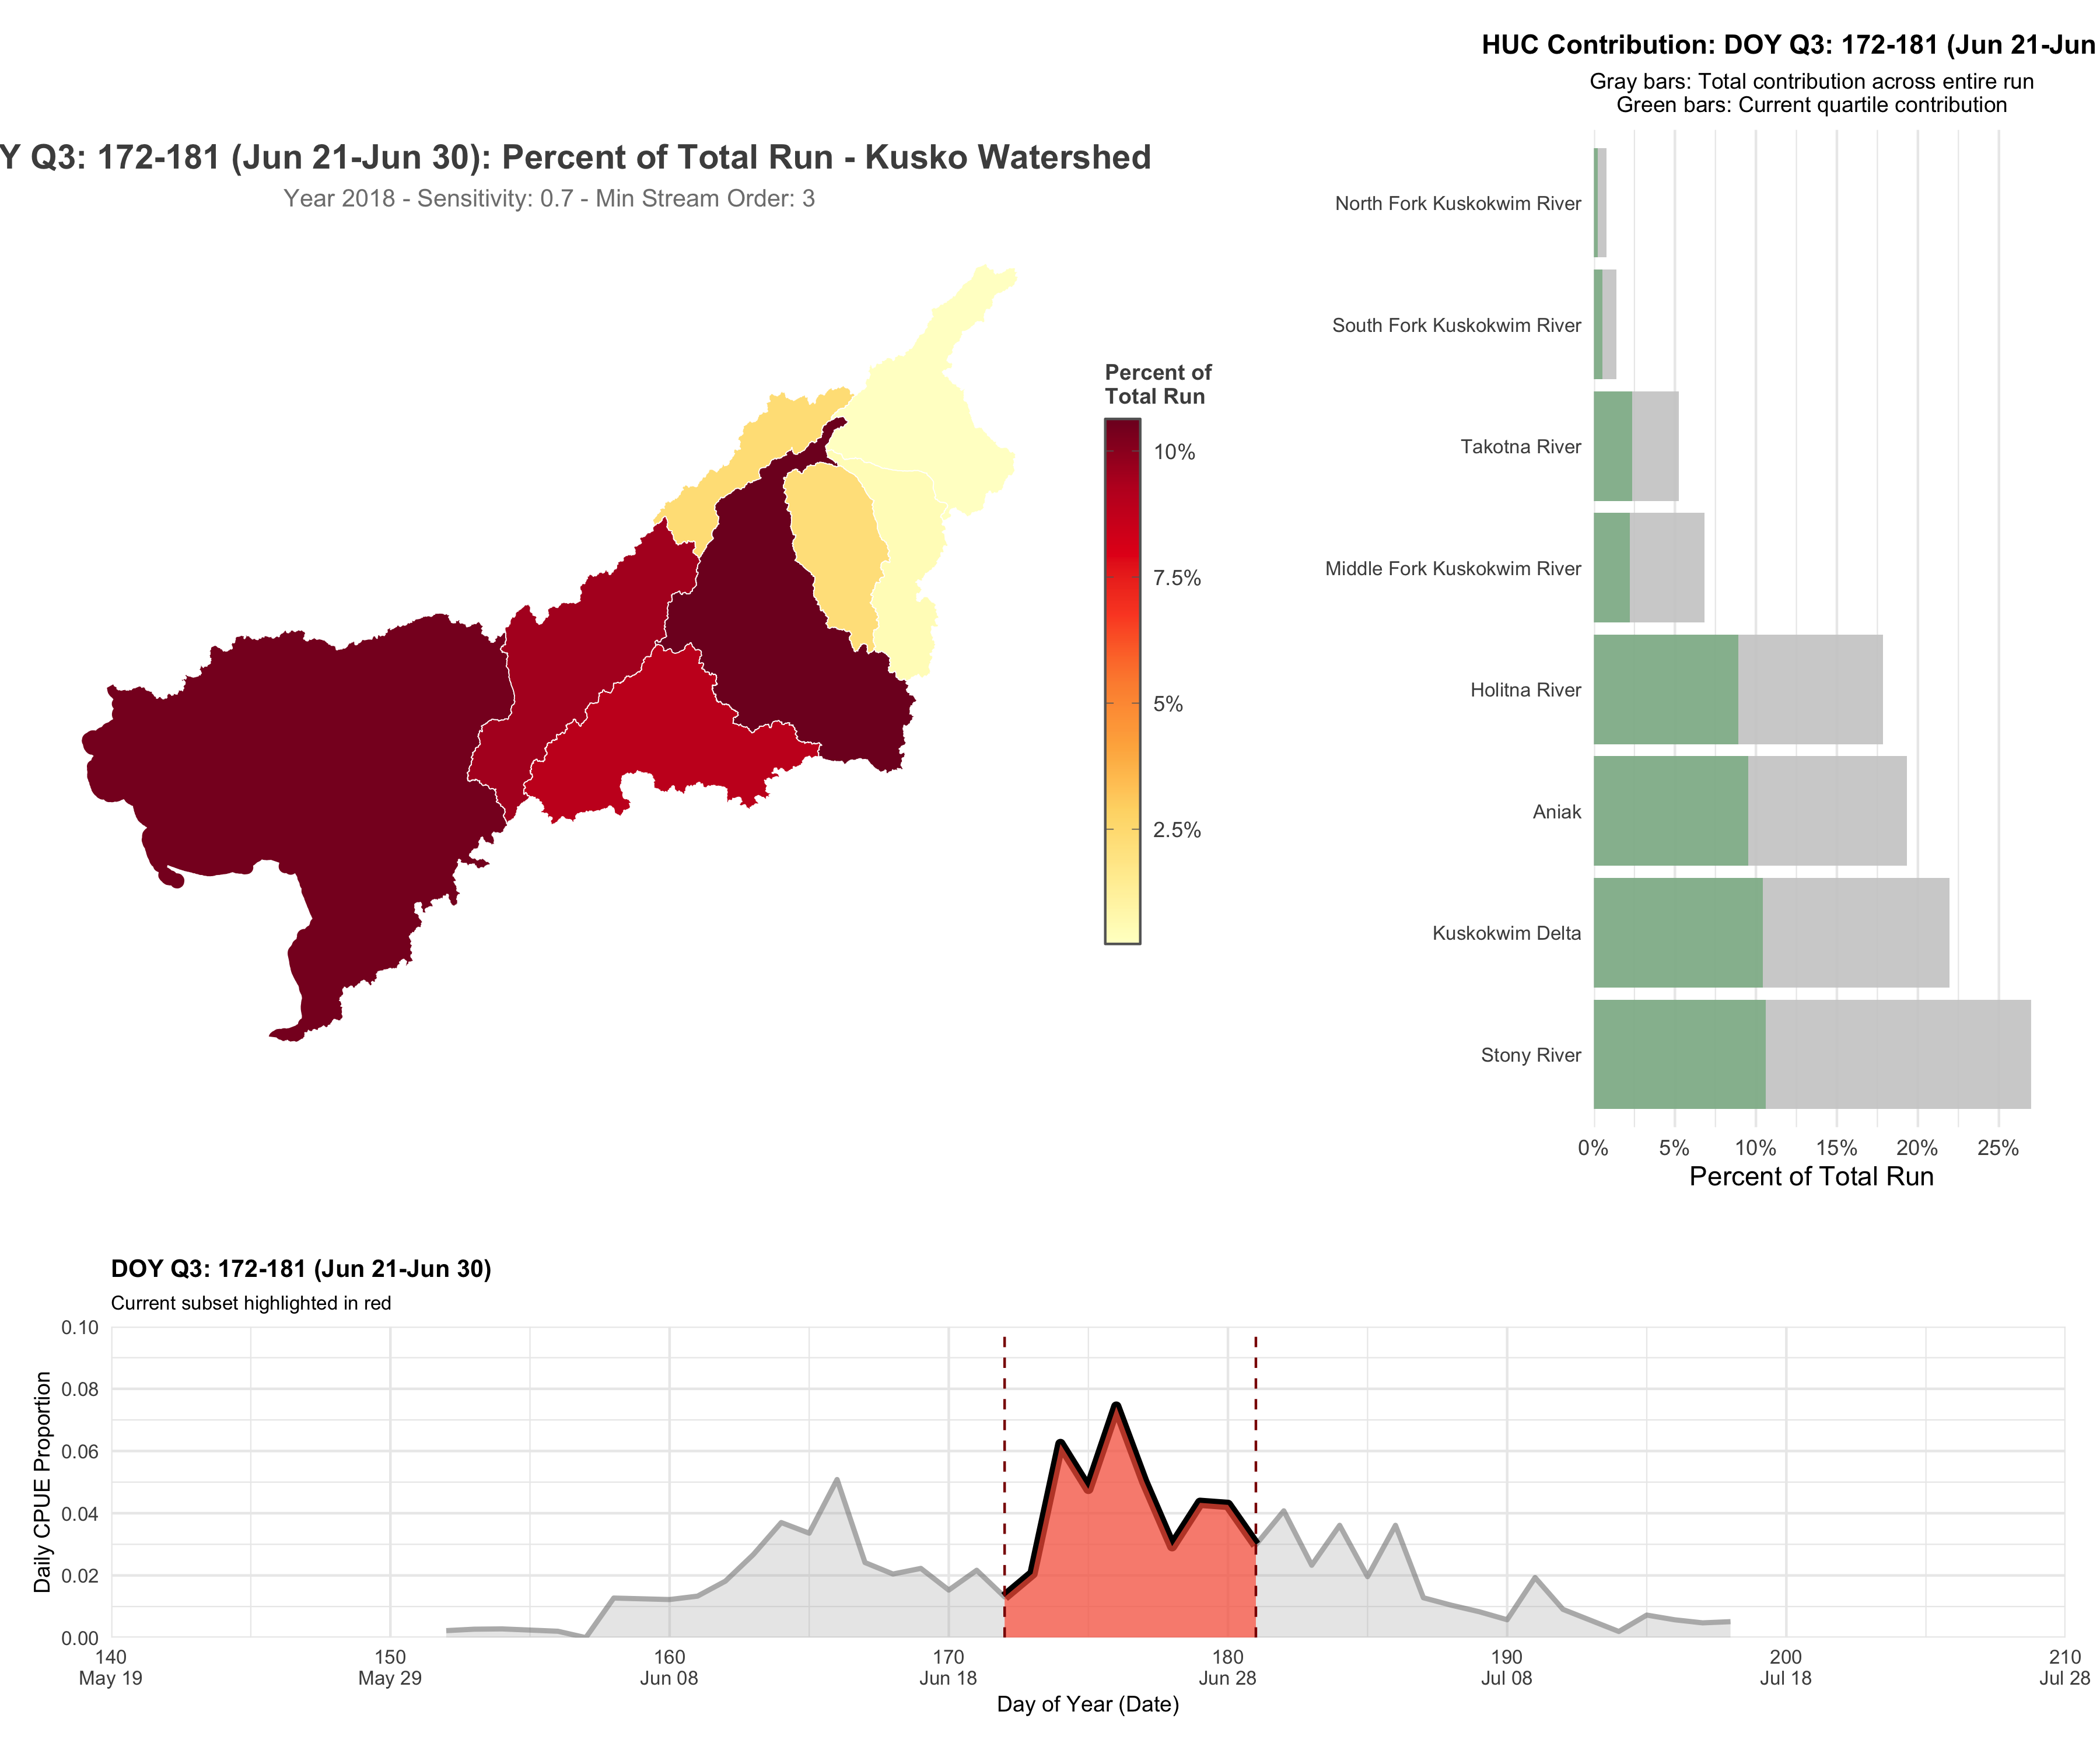 HUC Contribution: DOY Q3: 172-181 (Jun 21-Jun
Gray bars: Total contribution across entire run
Green bars: Current quartile contribution
Y Q3: 172-181 (Jun 21-Jun 30): Percent of Total Run - Kusko Watershed
Year 2018 - Sensitivity: 0.7 - Min Stream Order: 3
Percent of
Total Run
10%
7.5%
5%
2.5%
North Fork Kuskokwim River
South Fork Kuskokwim River
Takotna River
Middle Fork Kuskokwim River
Holitna River
Aniak
Kuskokwim Delta
Stony River
0% 5% 10% 15% 20% 25%
Percent of Total Run
DOY Q3: 172-181 (Jun 21-Jun 30)
Current subset highlighted in red
Daily CPUE Proportion
0.10
0.08
0.06
0.04
0.02
0.00
140 150 160 170 180 190 200 210
May 19 May 29 Jun 08 Jun 18 Jun 28 Jul 08 Jul 18 Jul 28
Day of Year (Date)